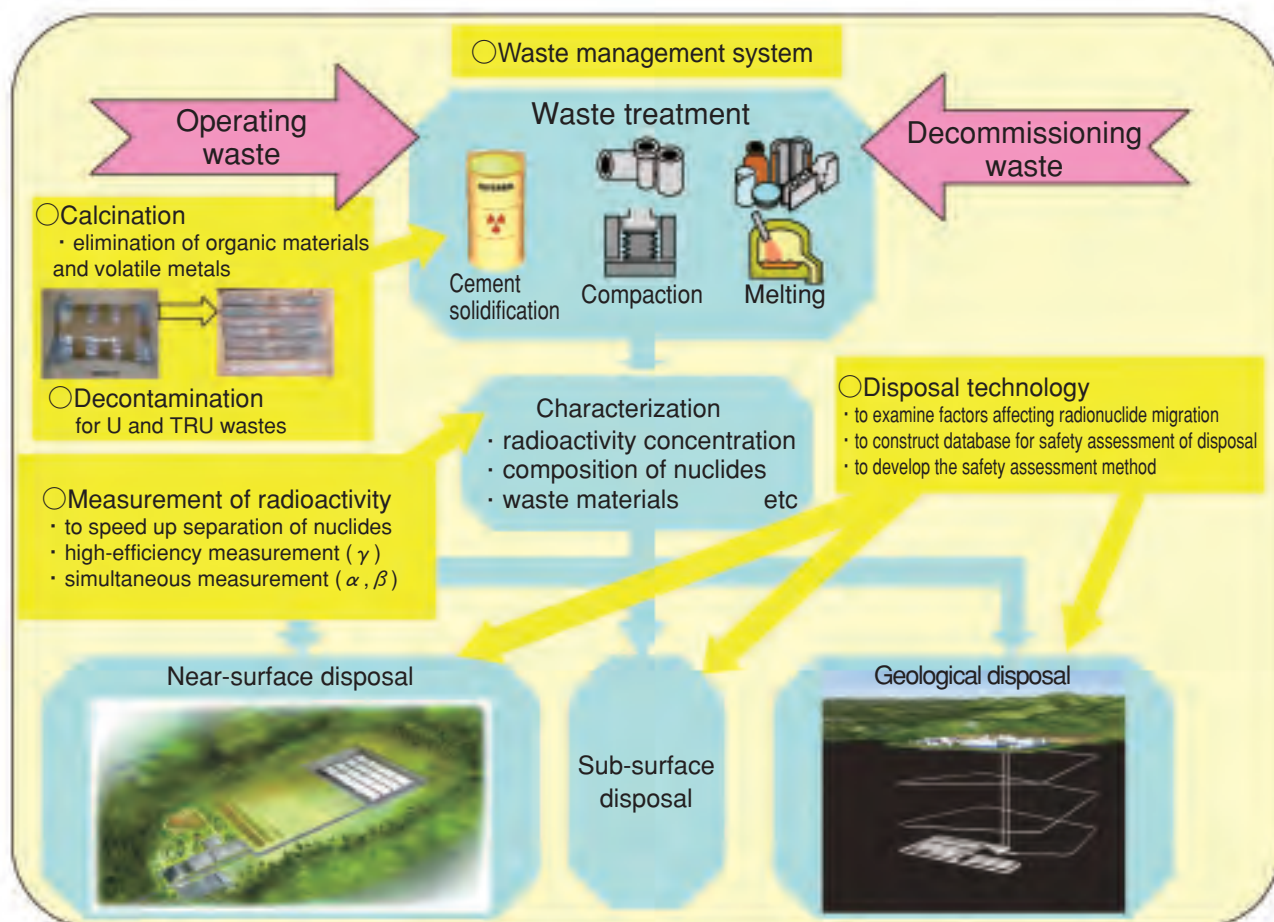 ○Waste management system
Operating
waste
Waste treatment
Decommissioning
waste
Cement
solidification
Compaction
Melting
○Calcination
・elimination of organic materials
and volatile metals
○Decontamination
for U and TRU wastes
Characterization
・radioactivity concentration
・composition of nuclides
・waste materials etc
○Disposal technology
・to examine factors affecting radionuclide migration
・to construct database for safety assessment of disposal
・to develop the safety assessment method
○Measurement of radioactivity
・to speed up separation of nuclides
・high-efficiency measurement (γ)
・simultaneous measurement (α, β)
Near-surface disposal
Sub-surface
disposal
Geological disposal